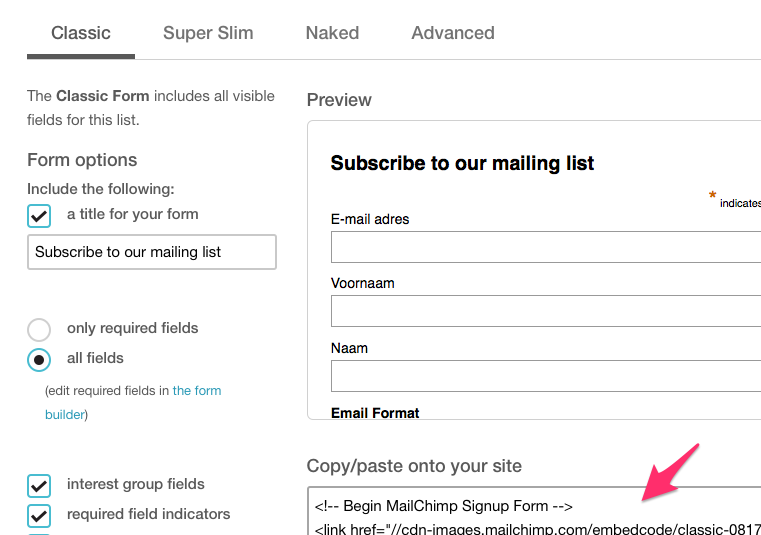 Classic Super Slim Naked Advanced
The Classic Form includes all visible
fields for this list.
Form options
Include the following:
a title for your form
Subscribe to our mailing list
only required fields
all fields
(edit required fields in the form
builder)
interest group fields
required field indicators
Preview
Subscribe to our mailing list
* indicates
E-mail adres
Voornaam
Naam
Email Format
Copy/paste onto your site
<!-- Begin MailChimp Signup Form -->
<link href="//cdn-images.mailchimp.com/embedcode/classic-0817